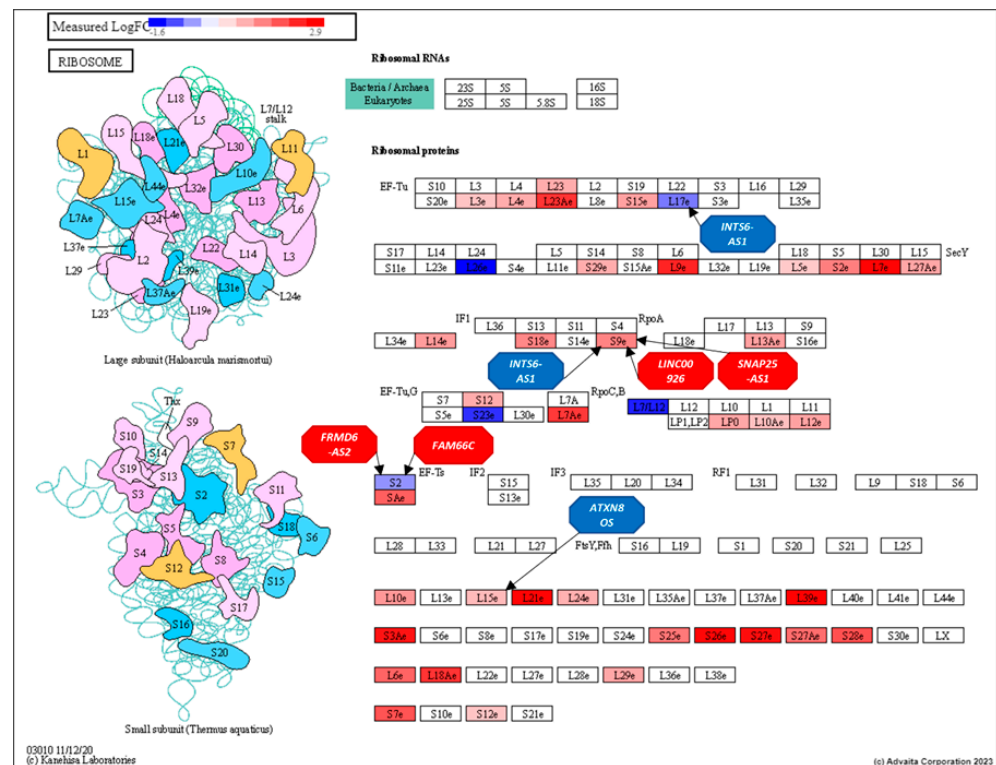 Measured LogFC
-1.6 2.9
RIBOSOME
Ribosomal RNAs
Bacteria / Archaea 23S 5S 16S
Eukaryotes 25S 5S 5.8S 18S
Ribosomal proteins
L18
L5
L7/L12
stalk
L15
L18e
L21e
L30
L11
L1
L10e
L44e
L32e
L15e
L13
L6
L7Ae
L4e
L24
L37e
L22
L14
L3
L29
L2
L39e
L37Ae
L31e
L24e
L23
L19e
Large subunit (Haloarcula marismortui)
EF-Tu S10 L3 L4 L23 L2 S19 L22 S3 L16 L29
S20e L3e L4e L23Ae L8e S15e L17e S3e L35e
INTS6-
AS1
S17 L14 L24 L5 S14 S8 L6 L18 S5 L30 L15 SecY
S11e L23e L26e S4e L11e S29e S15Ae L9e L32e L19e L5e S2e L7e L27Ae
IF1 L36 S13 S11 S4 RpoA L17 L13 S9
L34e L14e S18e S14e S9e L18e L13Ae S16e
INTS6-
AS1
LINC00
926
SNAP25
-AS1
EF-Tu,G S7 S12 L7A RpoC,B L7/L12 L12 L10 L1 L11
S5e S23e L30e L7Ae LP1,LP2 LP0 L10Ae L12e
FRMD6
-AS2
FAM66C
S2 EF-Ts IF2 S15 IF3 L35 L20 L34 RF1 L31 L32 L9 S18 S6
SAe S13e
ATXN8
OS
L28 L33 L21 L27 FtsY,Ffh S16 L19 S1 S20 S21 L25
L10e L13e L15e L21e L24e L31e L35Ae L37e L37Ae L39e L40e L41e L44e
S3Ae S6e S8e S17e S19e S24e S25e S26e S27e S27Ae S28e S30e LX
L6e L18Ae L22e L27e L28e L29e L36e L38e
S7e S10e S12e S21e
Thx
S9
S10
S14
S7
S19
S13
S3
S2
S11
S5
S18
S6
S4
S8
S12
S15
S17
S16
S20
Small subunit (Thermus aquaticus)
03010 11/12/20
(c) Kanehisa Laboratories
(c) Advaita Corporation 2023